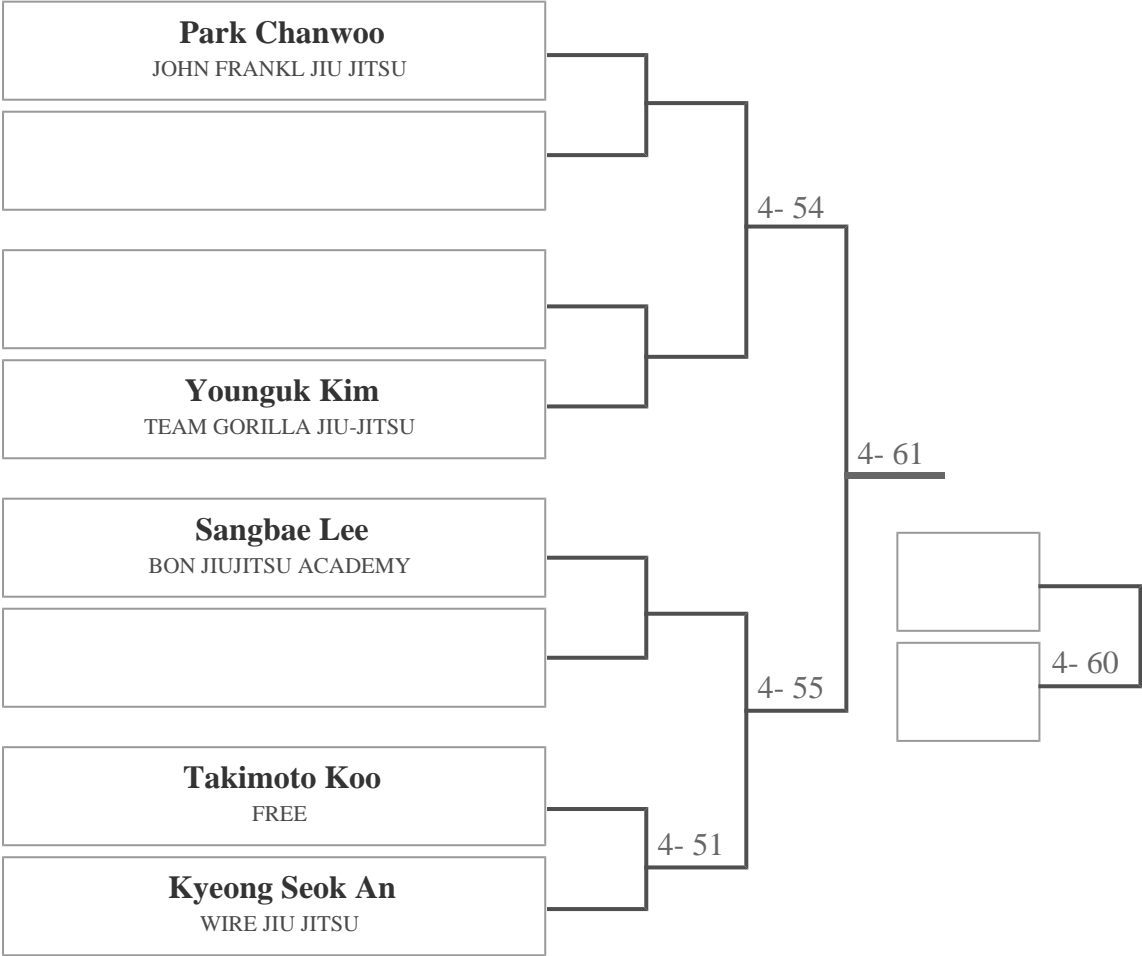 Park Chanwoo
JOHN FRANKL JIU JITSU
4- 54
Younguk Kim
TEAM GORILLA JIU-JITSU
4- 61
Sangbae Lee
BON JIUJITSU ACADEMY
4- 60
4- 55
Takimoto Koo
FREE
4- 51
Kyeong Seok An
WIRE JIU JITSU